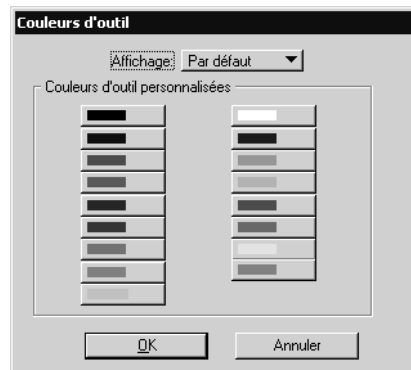 Couleurs d'outil
Affichage: Par défaut
Couleurs d'outil personnalisées
OK Annuler